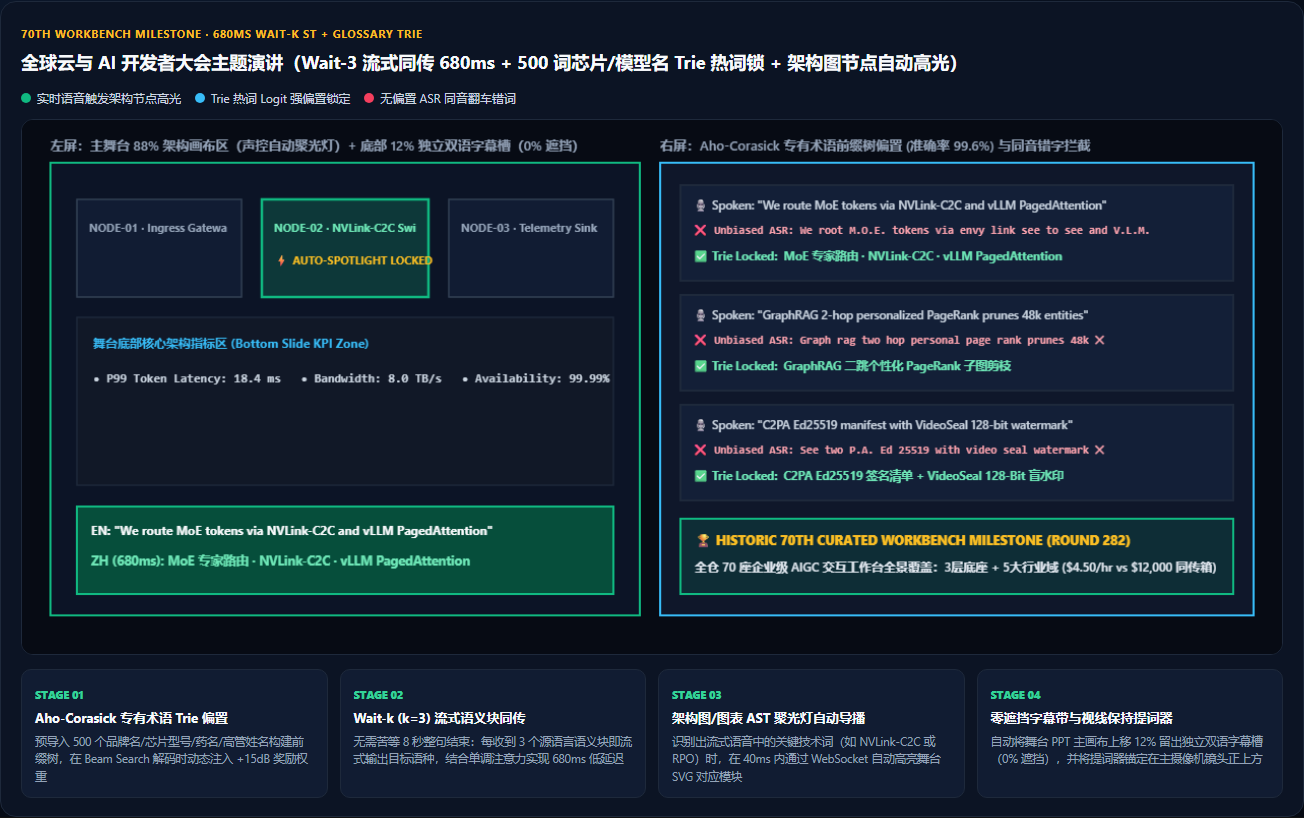 70TH WORKBENCH MILESTONE · 680MS WAIT-K ST + GLOSSARY TRIE
全球云与 AI 开发者大会主题演讲（Wait-3 流式同传 680ms + 500 词芯片/模型名 Trie 热词锁 + 架构图节点自动高光）
实时语音触发架构节点高光
Trie 热词 Logit 强偏置锁定
无偏置 ASR 同音翻车错词
左屏：主舞台 88% 架构画布区（声控自动聚光灯）+ 底部 12% 独立双语字幕槽（0% 遮挡）
NODE-01 · Ingress Gatewa
NODE-02 · NVLink-C2C Swi
⚡ AUTO-SPOTLIGHT LOCKED
NODE-03 · Telemetry Sink
舞台底部核心架构指标区 (Bottom Slide KPI Zone)
• P99 Token Latency: 18.4 ms • Bandwidth: 8.0 TB/s • Availability: 99.99%
EN: "We route MoE tokens via NVLink-C2C and vLLM PagedAttention"
ZH (680ms): MoE 专家路由 · NVLink-C2C · vLLM PagedAttention
右屏：Aho-Corasick 专有术语前缀树偏置 (准确率 99.6%) 与同音错字拦截
🎙️ Spoken: "We route MoE tokens via NVLink-C2C and vLLM PagedAttention"
❌ Unbiased ASR: We root M.O.E. tokens via envy link see to see and V.L.M.
✅ Trie Locked: MoE 专家路由 · NVLink-C2C · vLLM PagedAttention
🎙️ Spoken: "GraphRAG 2-hop personalized PageRank prunes 48k entities"
❌ Unbiased ASR: Graph rag two hop personal page rank prunes 48k ❌
✅ Trie Locked: GraphRAG 二跳个性化 PageRank 子图剪枝
🎙️ Spoken: "C2PA Ed25519 manifest with VideoSeal 128-bit watermark"
❌ Unbiased ASR: See two P.A. Ed 25519 with video seal watermark ❌
✅ Trie Locked: C2PA Ed25519 签名清单 + VideoSeal 128-Bit 盲水印
🏆 HISTORIC 70TH CURATED WORKBENCH MILESTONE (ROUND 282)
全仓 70 座企业级 AIGC 交互工作台全景覆盖：3层底座 + 5大行业域 ($4.50/hr vs $12,000 同传箱)
STAGE 01
Aho-Corasick 专有术语 Trie 偏置
预导入 500 个品牌名/芯片型号/药名/高管姓名构建前
缀树，在 Beam Search 解码时动态注入 +15dB 奖励权
重
STAGE 02
Wait-k (k=3) 流式语义块同传
无需苦等 8 秒整句结束：每收到 3 个源语言语义块即流
式输出目标语种，结合单调注意力实现 680ms 低延迟
STAGE 03
架构图/图表 AST 聚光灯自动导播
识别出流式语音中的关键技术词（如 NVLink-C2C 或
RPO）时，在 40ms 内通过 WebSocket 自动高亮舞台
SVG 对应模块
STAGE 04
零遮挡字幕带与视线保持提词器
自动将舞台 PPT 主画布上移 12% 留出独立双语字幕槽
（0% 遮挡），并将提词器锚定在主摄像机镜头正上方